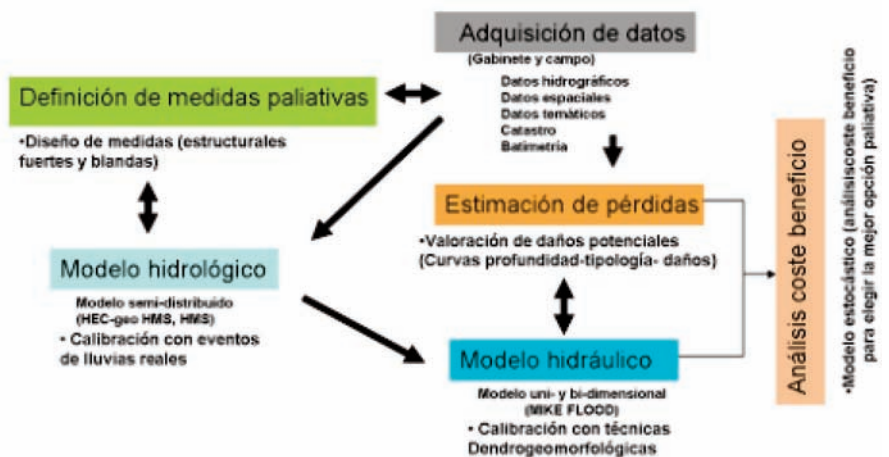 Adquisición de datos
(Gabinete y campo)
Datos hidrográficos
Datos espaciales
Datos temáticos
Catastro
Batimetría
Definición de medidas paliativas
•Diseño de medidas (estructurales
fuertes y blandas)
Estimación de pérdidas
•Valoración de daños potenciales
(Curvas profundidad-tipología- daños)
Modelo hidrológico
Modelo semi-distribuido
(HEC-geo HMS, HMS)
• Calibración con eventos
de lluvias reales
Modelo hidráulico
Modelo uni- y bi-dimensional
(MIKE FLOOD)
• Calibración con técnicas
Dendrogeomorfológicas
Análisis coste beneficio
•Modelo estocástico (análisiscoste beneficio
para elegir la mejor opción paliativa)